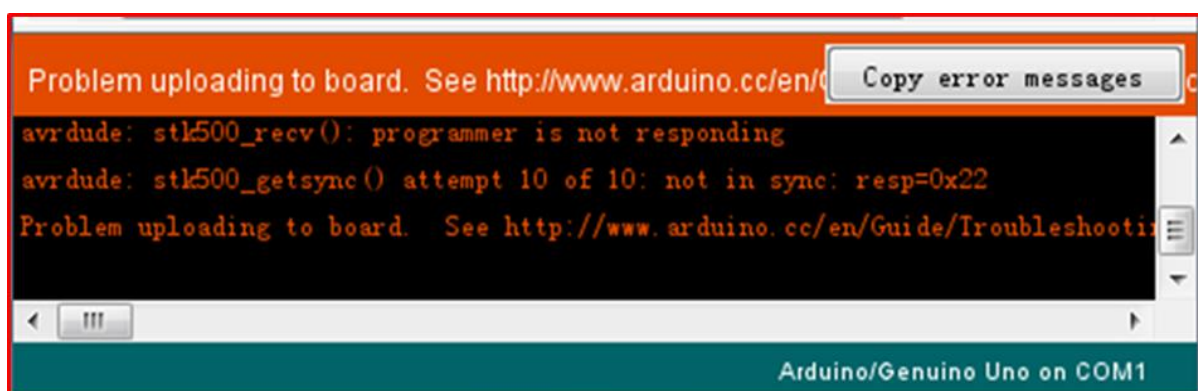 Problem uploading to board. See http://www.arduino.cc/en/
Copy error messages
avrdude: stk500_recv(): programmer is not responding
avrdude: stk500_getsync() attempt 10 of 10: not in sync: resp=0x22
Problem uploading to board. See http://www.arduino.cc/en/Guide/Troubleshootin
Arduino/Genuino Uno on COM1